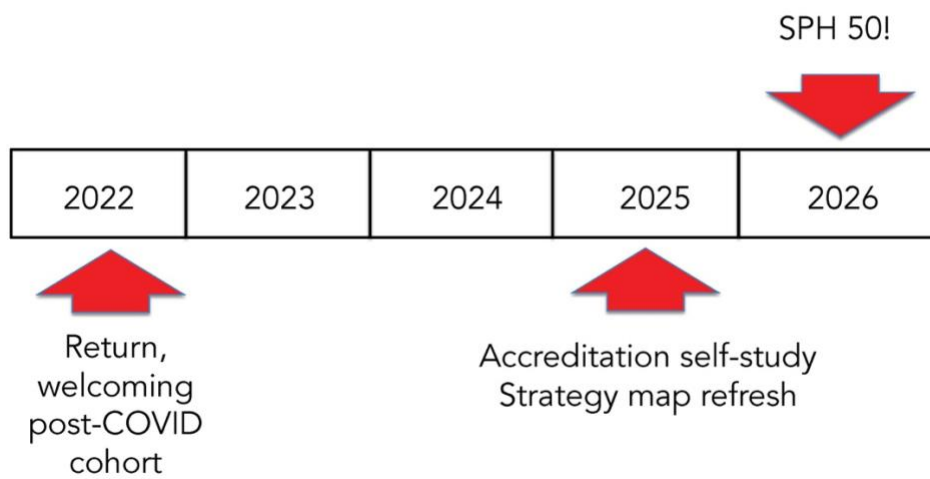 SPH 50!
2022
2023
2024
2025
2026
Return,
welcoming
post-COVID
cohort
Accreditation self-study
Strategy map refresh